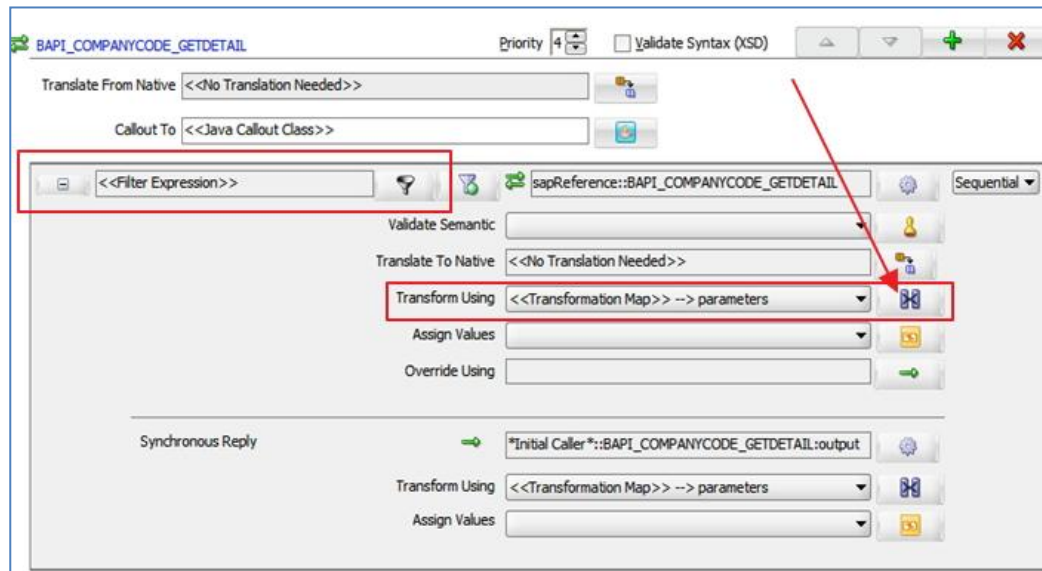 BAPI_COMPANYCODE_GETDETAIL Priority 4 Validate Syntax (XSD)
Translate From Native <<No Translation Needed>>
Callout To <<Java Callout Class>>
<<Filter Expression>> sapReference::BAPI_COMPANYCODE_GETDETAIL Sequential
Validate Semantic
Translate To Native <<No Translation Needed>>
Transform Using <<Transformation Map>> --> parameters
Assign Values
Override Using
Synchronous Reply *Initial Caller*::BAPI_COMPANYCODE_GETDETAIL:output
Transform Using <<Transformation Map>> --> parameters
Assign Values